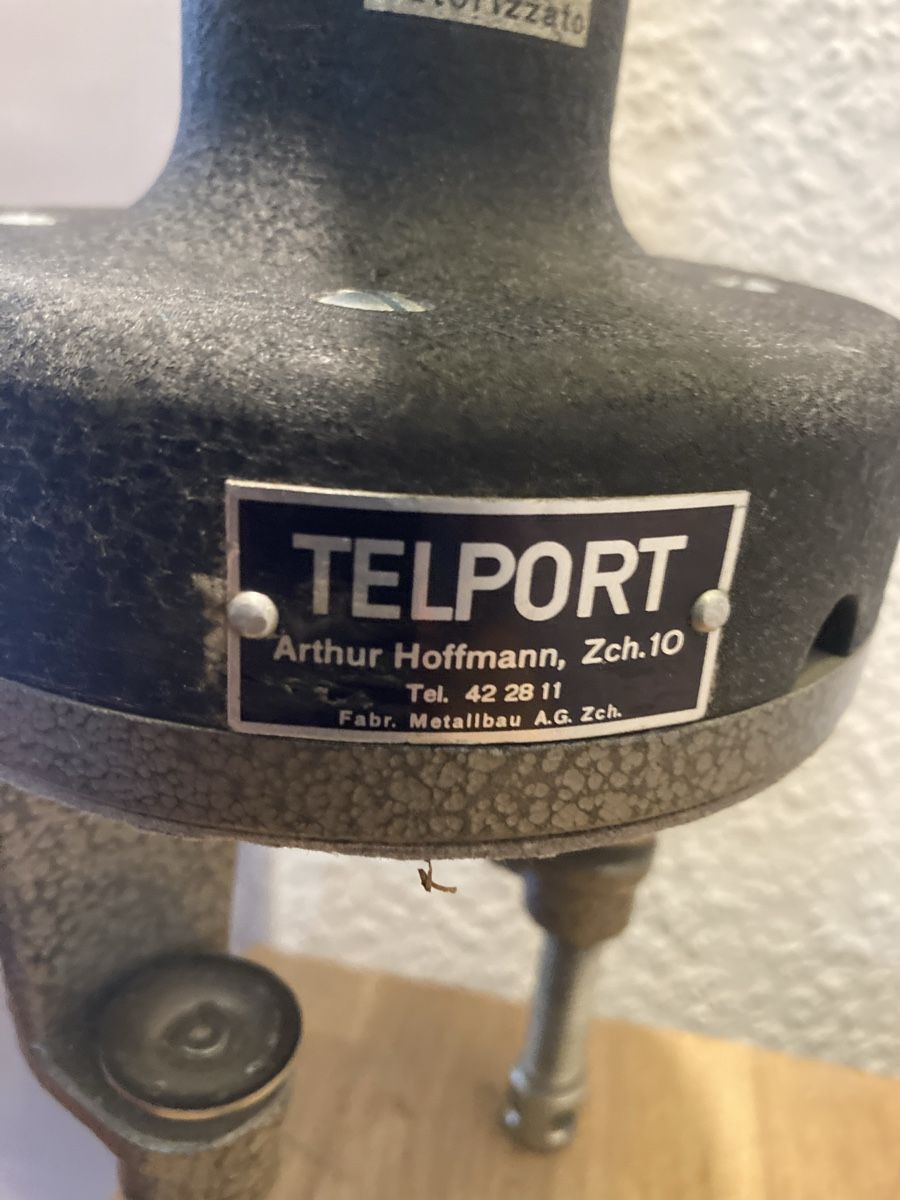 TELPORT
Arthur Hoffmann, Zch.10
Tel. 42 28 11
Fabr. Metallbau A.G. Zch.